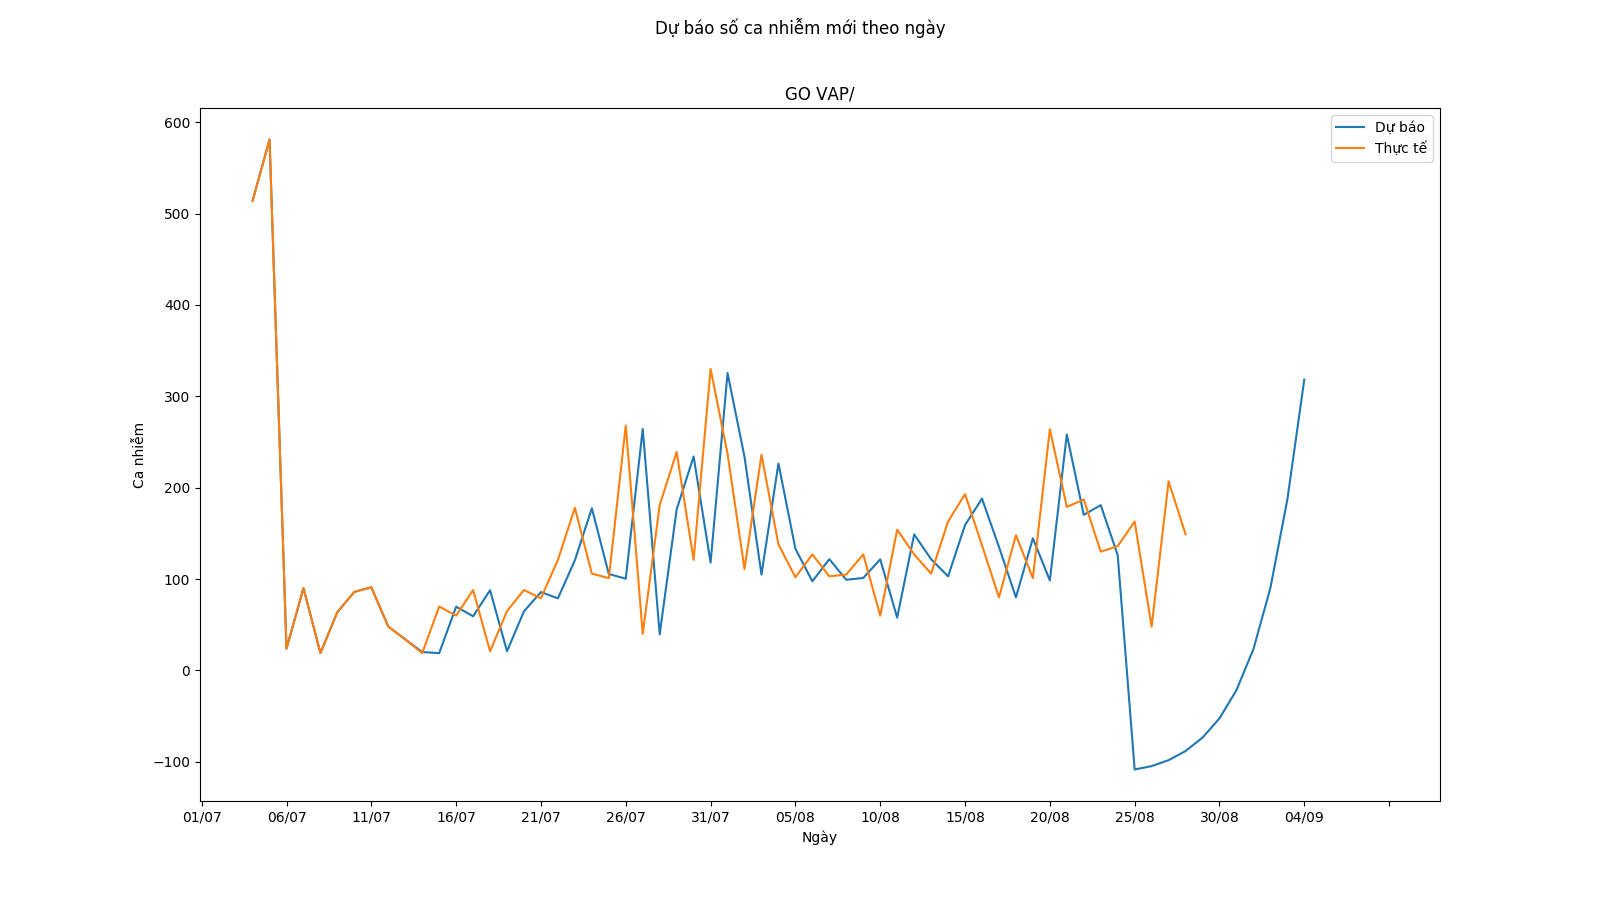 Dự báo số ca nhiễm mới theo ngày
GO VAP/
600
500
400
300
200
100
0
−100
Ca nhiễm
Dự báo
Thực tế
01/07 06/07 11/07 16/07 21/07 26/07 31/07 05/08 10/08 15/08 20/08 25/08 30/08 04/09
Ngày